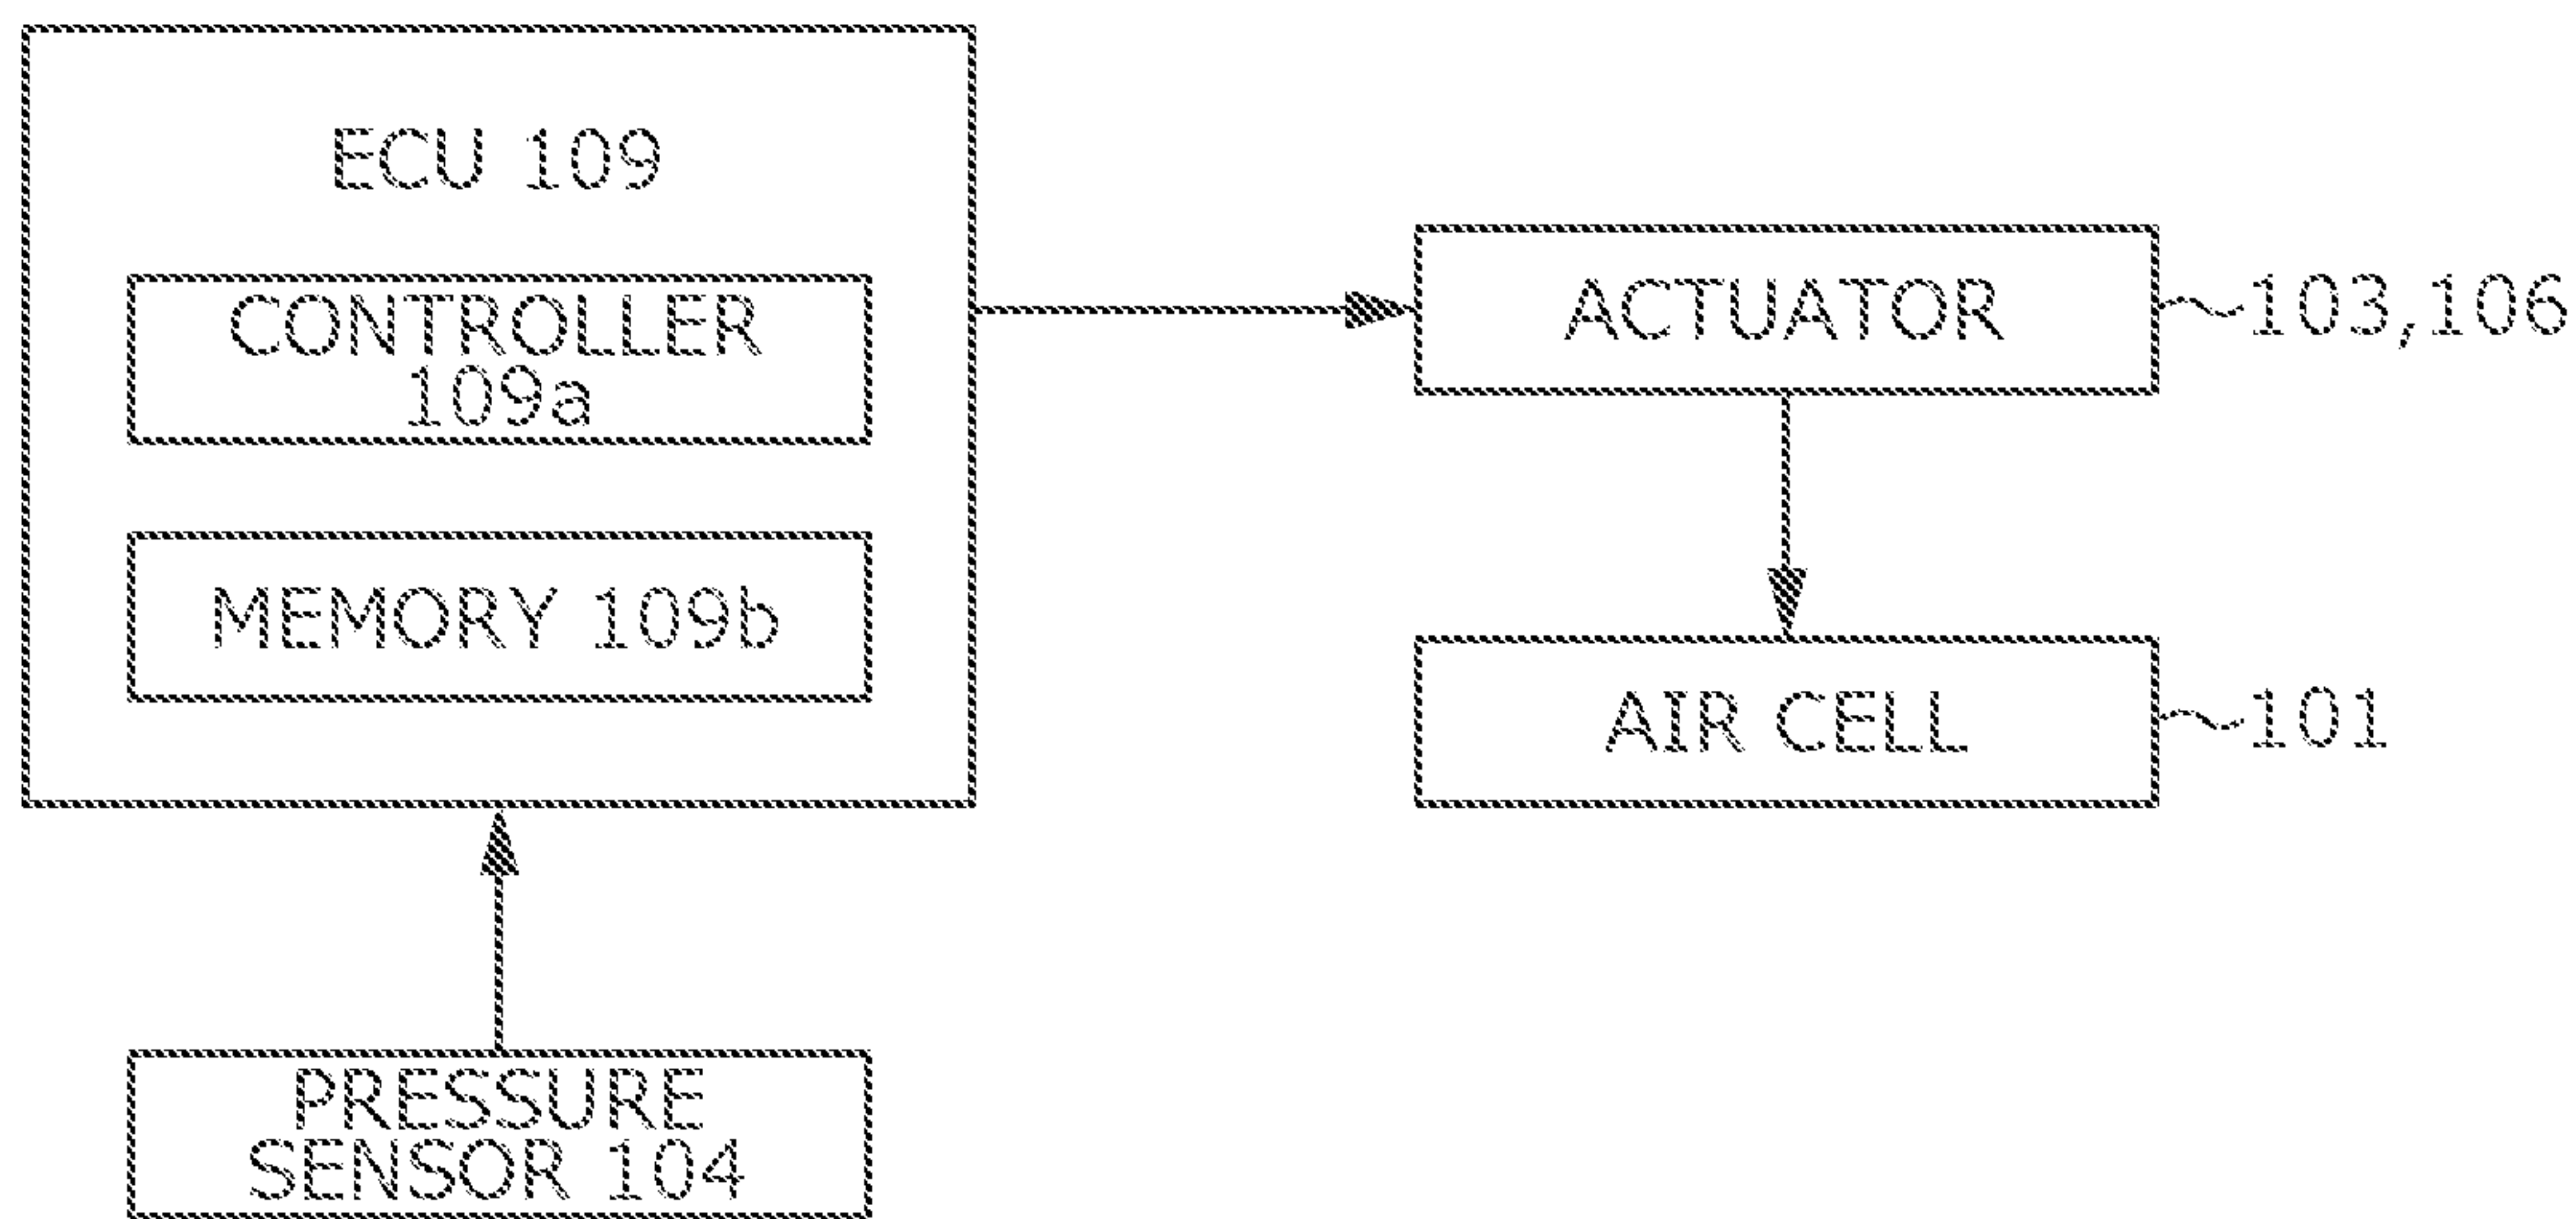 ECU 109
CONTROLLER
109a
MEMORY 109b
PRESSURE
SENSOR 104
ACTUATOR
103,106
AIR CELL
101